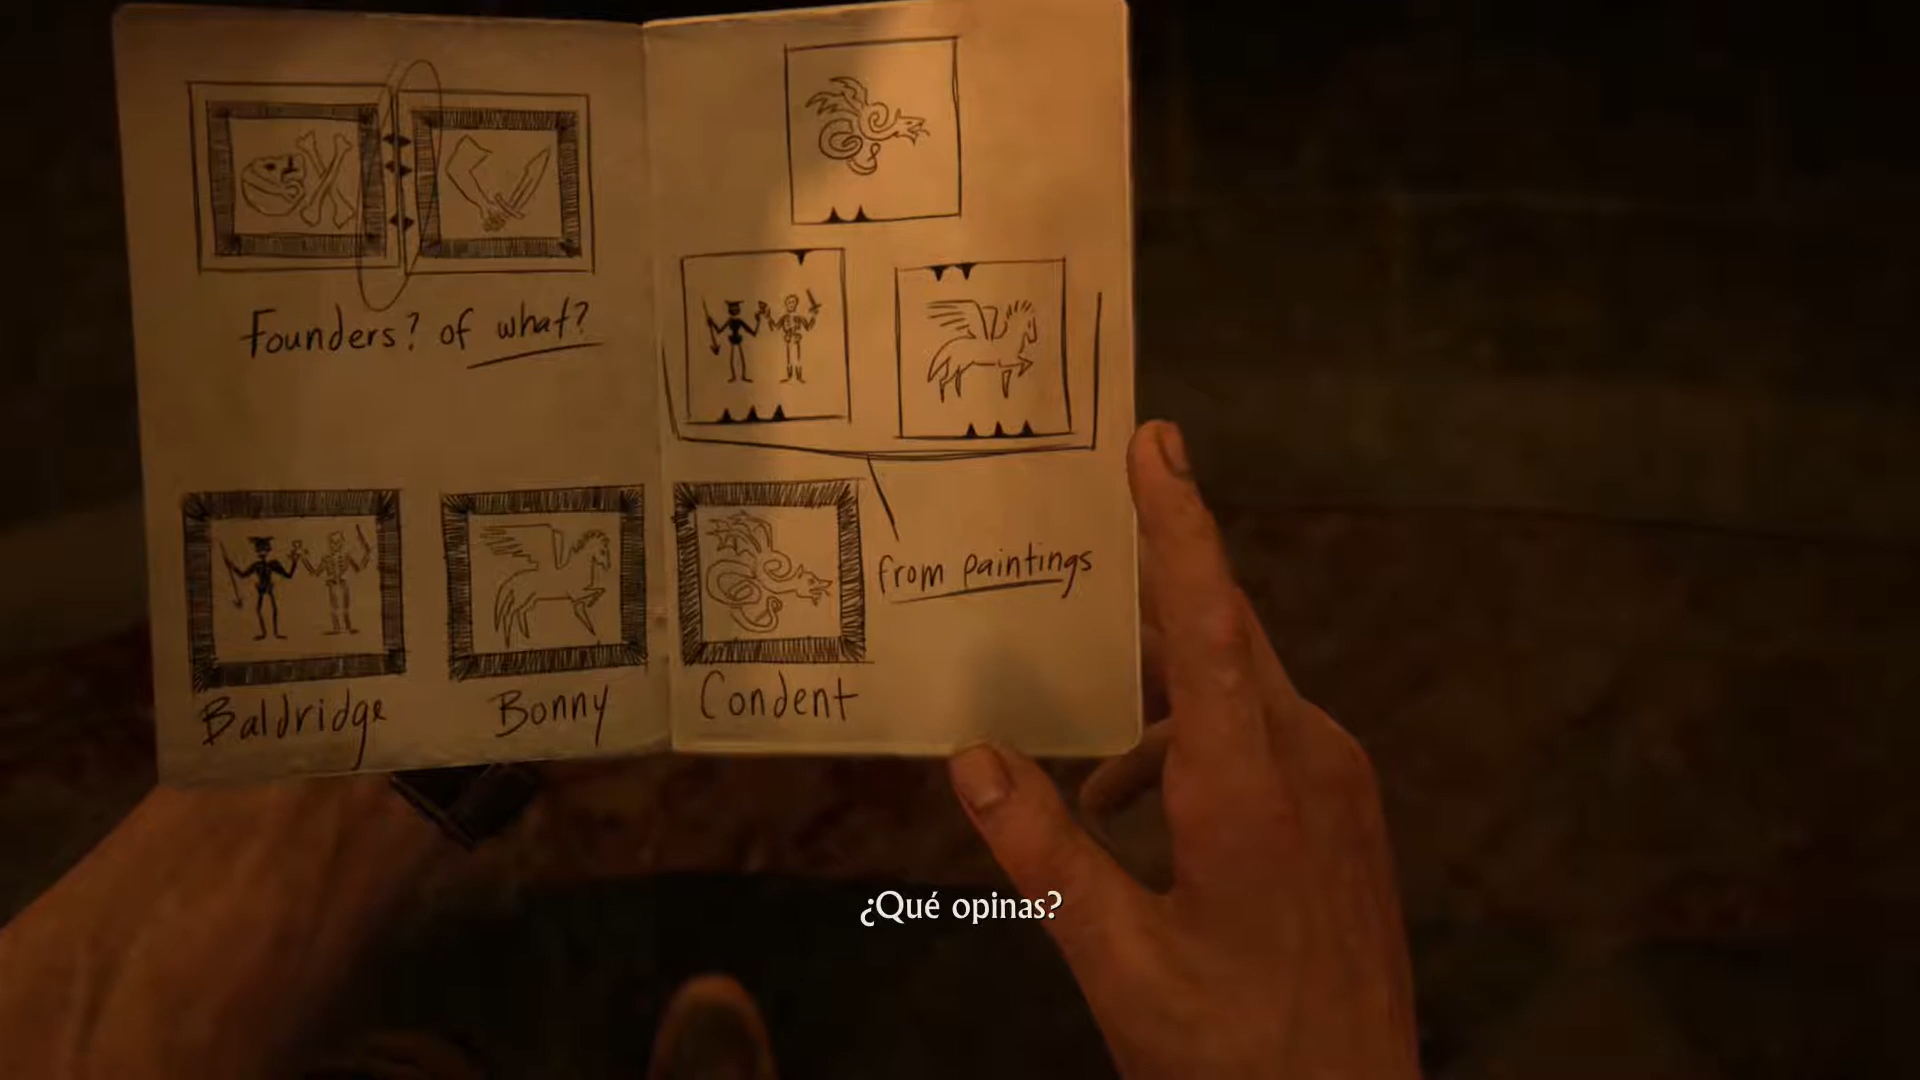 Founders? of what?
from paintings
Baldridge
Bonny
Condent
¿Qué opinas?